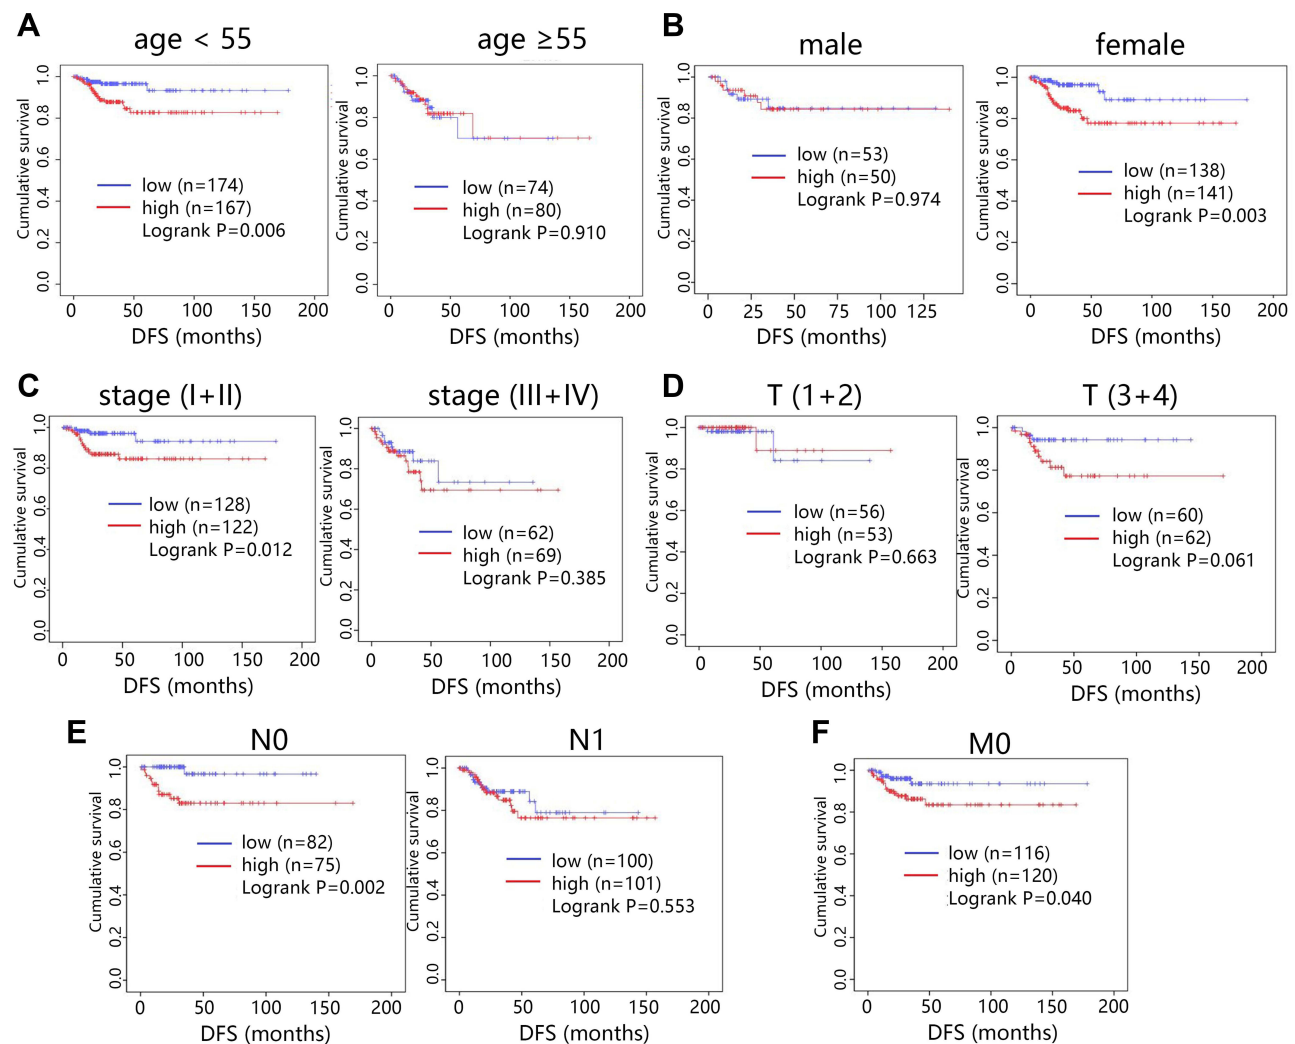 A
age < 55
Cumulative survival
1.0
0.8
0.6
0.4
0.2
0.0
low (n=174)
high (n=167)
Logrank P=0.006
0 50 100 150 200
DFS (months)
age ≥55
Cumulative survival
1.0
0.8
0.6
0.4
0.2
0.0
low (n=74)
high (n=80)
Logrank P=0.910
0 50 100 150 200
DFS (months)
B
male
Cumulative survival
1.0
0.8
0.6
0.4
0.2
0.0
low (n=53)
high (n=50)
Logrank P=0.974
0 25 50 75 100 125
DFS (months)
female
Cumulative survival
1.0
0.8
0.6
0.4
0.2
0.0
low (n=138)
high (n=141)
Logrank P=0.003
0 50 100 150 200
DFS (months)
C
stage (I+II)
Cumulative survival
1.0
0.8
0.6
0.4
0.2
0.0
low (n=128)
high (n=122)
Logrank P=0.012
0 50 100 150 200
DFS (months)
stage (III+IV)
Cumulative survival
1.0
0.8
0.6
0.4
0.2
0.0
low (n=62)
high (n=69)
Logrank P=0.385
0 50 100 150 200
DFS (months)
D
T (1+2)
Cumulative survival
1.0
0.8
0.6
0.4
0.2
0.0
low (n=56)
high (n=53)
Logrank P=0.663
0 50 100 150 200
DFS (months)
T (3+4)
Cumulative survival
1.0
0.8
0.6
0.4
0.2
0.0
low (n=60)
high (n=62)
Logrank P=0.061
0 50 100 150 200
DFS (months)
E
N0
Cumulative survival
1.0
0.8
0.6
0.4
0.2
0.0
low (n=82)
high (n=75)
Logrank P=0.002
0 50 100 150 200
DFS (months)
N1
Cumulative survival
1.0
0.8
0.6
0.4
0.2
0.0
low (n=100)
high (n=101)
Logrank P=0.553
0 50 100 150 200
DFS (months)
F
M0
Cumulative survival
1.0
0.8
0.6
0.4
0.2
0.0
low (n=116)
high (n=120)
Logrank P=0.040
0 50 100 150 200
DFS (months)